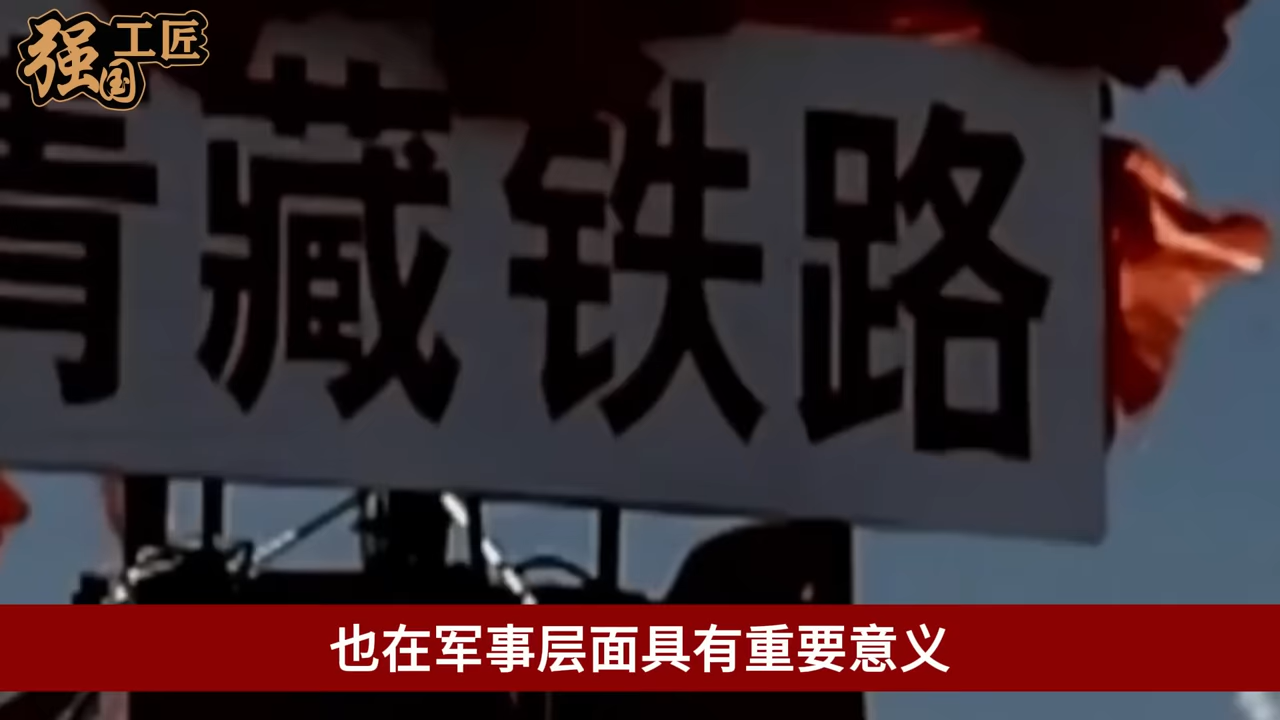 强国工匠
青藏铁路
也在军事层面具有重要意义